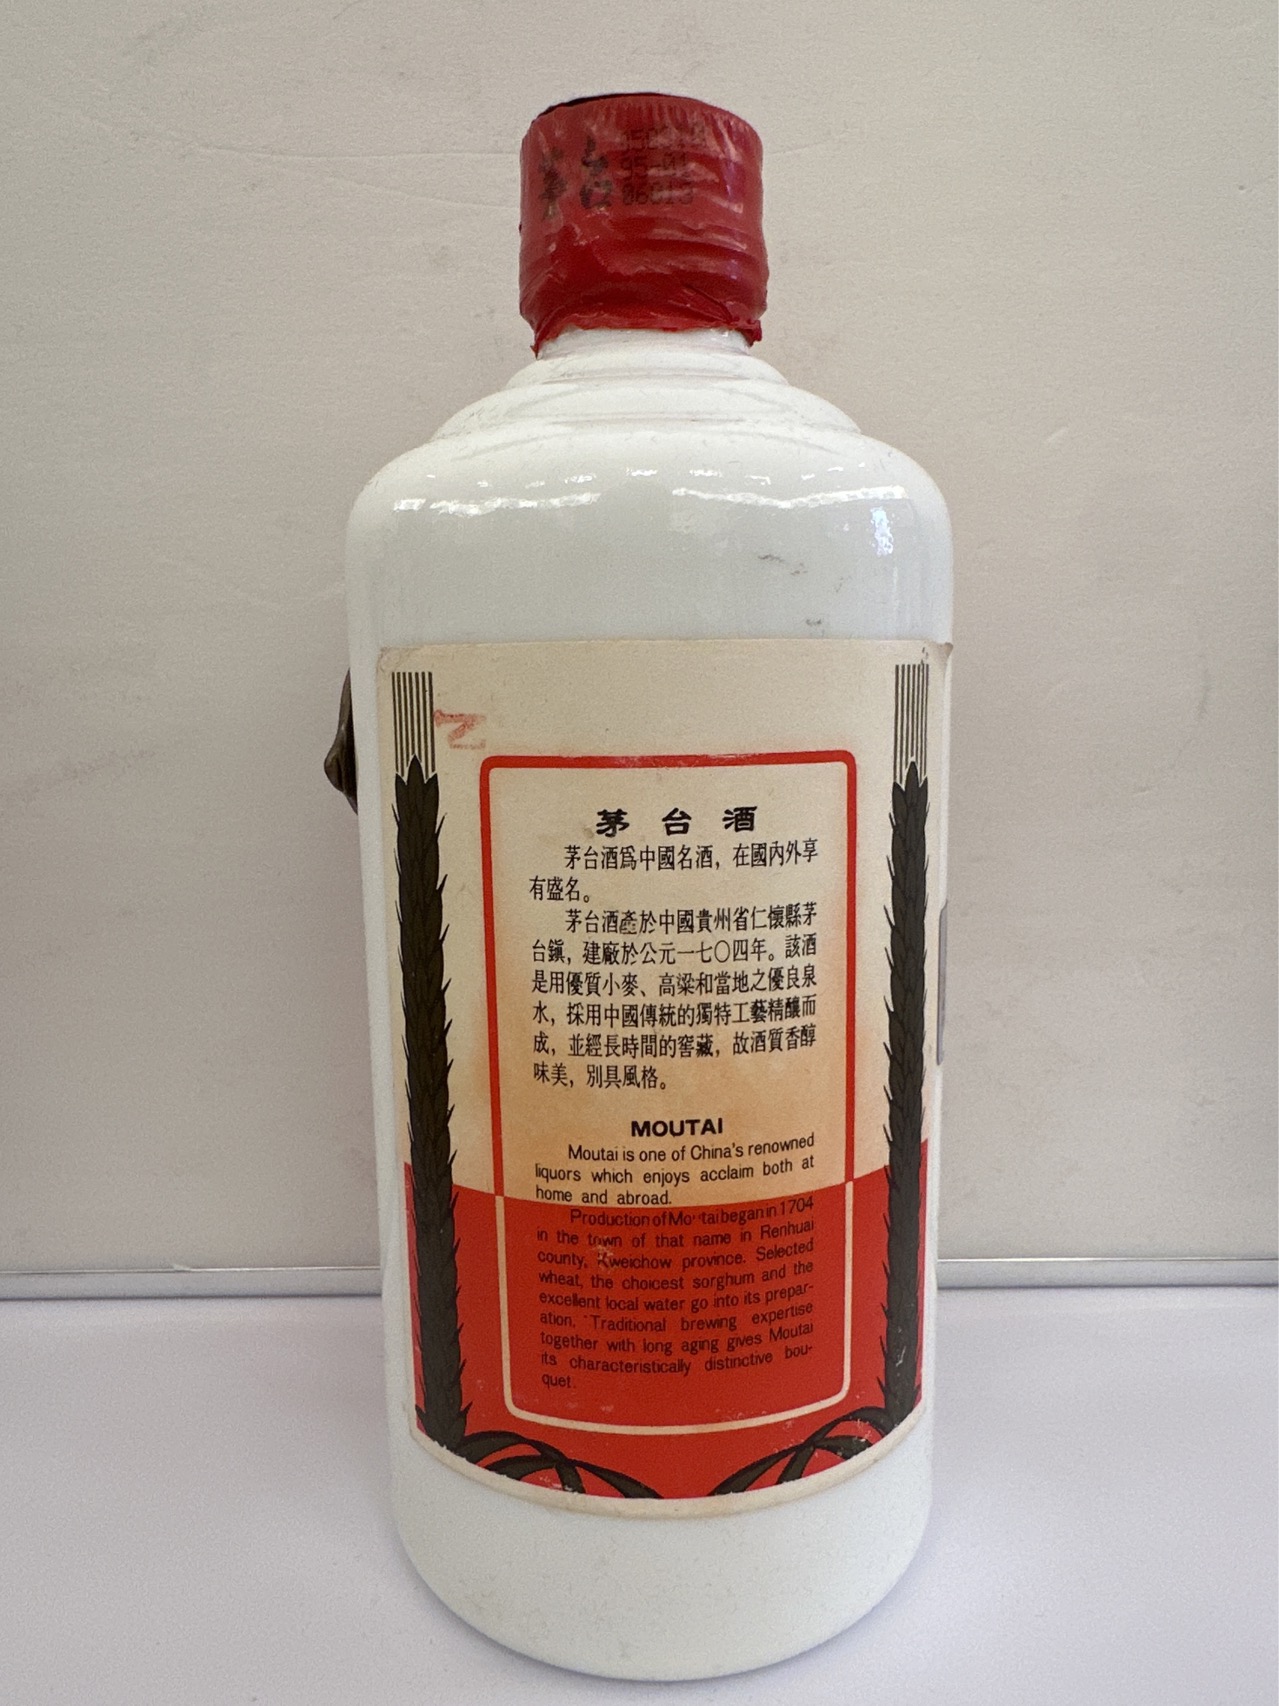 茅台
95-01
06013
茅台酒
茅台酒爲中國名酒，在國內外享
有盛名。
茅台酒產於中國貴州省仁懷縣茅
台鎭，建廠於公元一七〇四年。該酒
是用優質小麥、高粱和當地之優良泉
水，採用中國傳統的獨特工藝精釀而
成，並經長時間的窖藏，故酒質香醇
味美，別具風格。
MOUTAI
Moutai is one of China's renowned
liquors which enjoys acclaim both at
home and abroad.
Production of Moutai began in 1704
in the town of that name in Renhuai
county, Kweichow province. Selected
wheat, the choicest sorghum and the
excellent local water go into its prepar-
ation. Traditional brewing expertise
together with long aging gives Moutai
its characteristically distinctive bou-
quet.